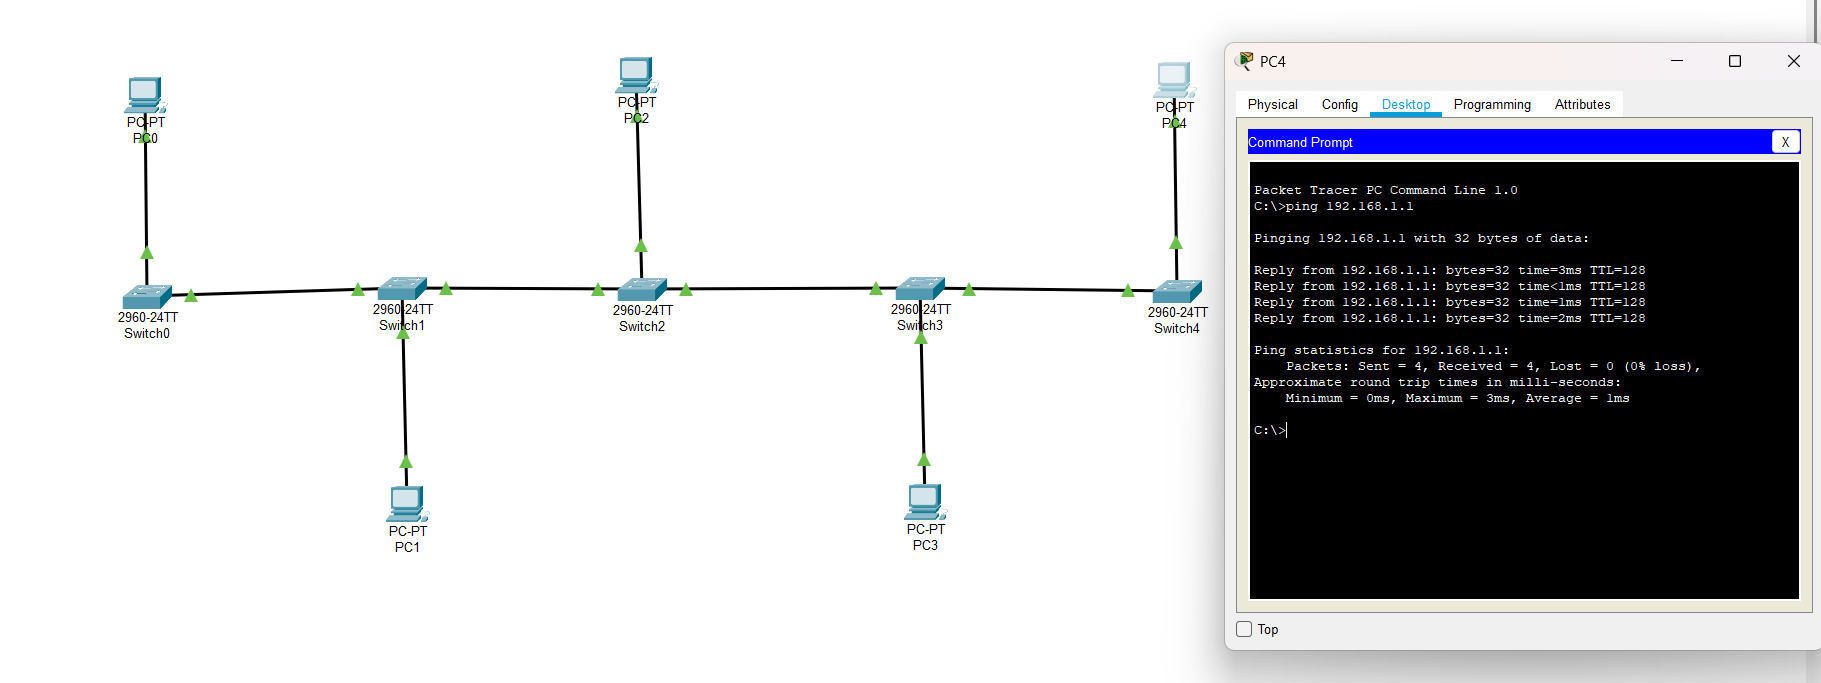 PC-PT
PC0
PC-PT
PC2
PC-PT
PC4
2960-24TT
Switch0
2960-24TT
Switch1
2960-24TT
Switch2
2960-24TT
Switch3
2960-24TT
Switch4
PC-PT
PC1
PC-PT
PC3
PC4
Physical Config Desktop Programming Attributes
Command Prompt X
Packet Tracer PC Command Line 1.0
C:\>ping 192.168.1.1
Pinging 192.168.1.1 with 32 bytes of data:
Reply from 192.168.1.1: bytes=32 time=3ms TTL=128
Reply from 192.168.1.1: bytes=32 time<1ms TTL=128
Reply from 192.168.1.1: bytes=32 time=1ms TTL=128
Reply from 192.168.1.1: bytes=32 time=2ms TTL=128
Ping statistics for 192.168.1.1:
Packets: Sent = 4, Received = 4, Lost = 0 (0% loss),
Approximate round trip times in milli-seconds:
Minimum = 0ms, Maximum = 3ms, Average = 1ms
C:\>
Top